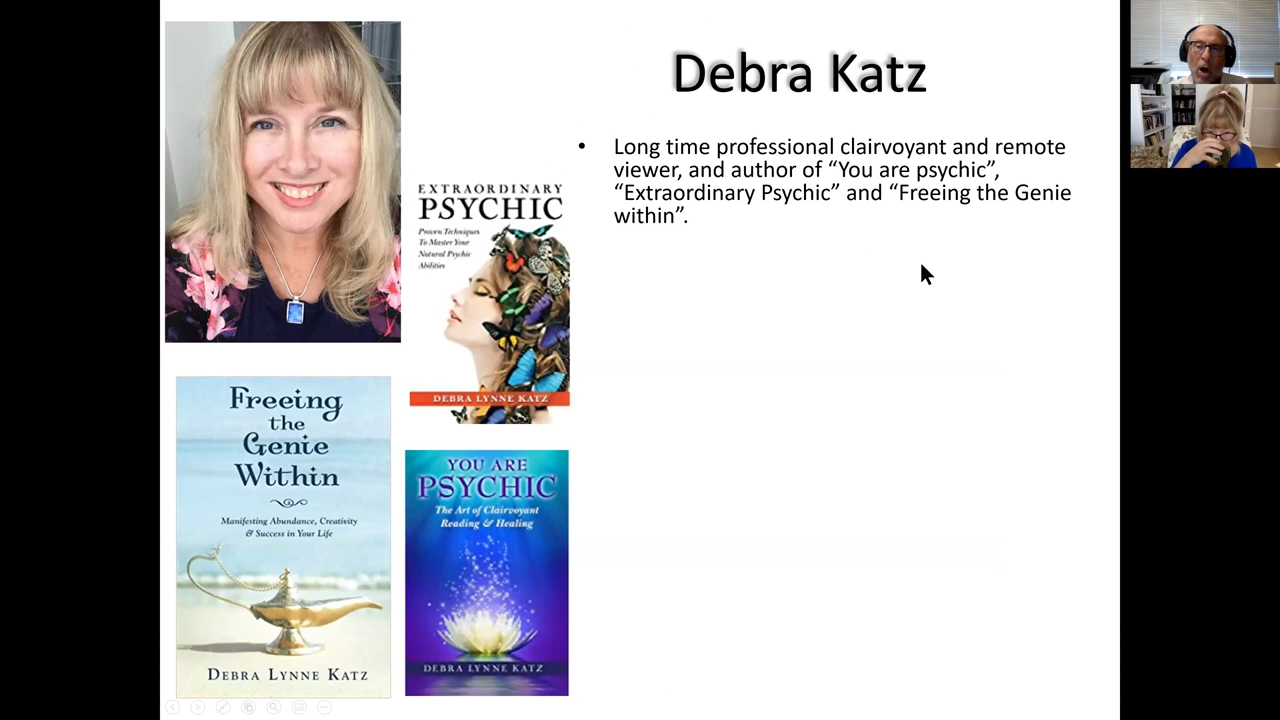 Debra Katz
• Long time professional clairvoyant and remote
viewer, and author of “You are psychic”,
“Extraordinary Psychic” and “Freeing the Genie
within”.
EXTRAORDINARY
PSYCHIC
Proven Techniques
To Master Your
Natural Psychic
Abilities
DEBRA LYNNE KATZ
Freeing
the
Genie
Within
Manifesting Abundance, Creativity
& Success in Your Life
DEBRA LYNNE KATZ
YOU ARE
PSYCHIC
The Art of Clairvoyant
Reading & Healing
DEBRA LYNNE KATZ